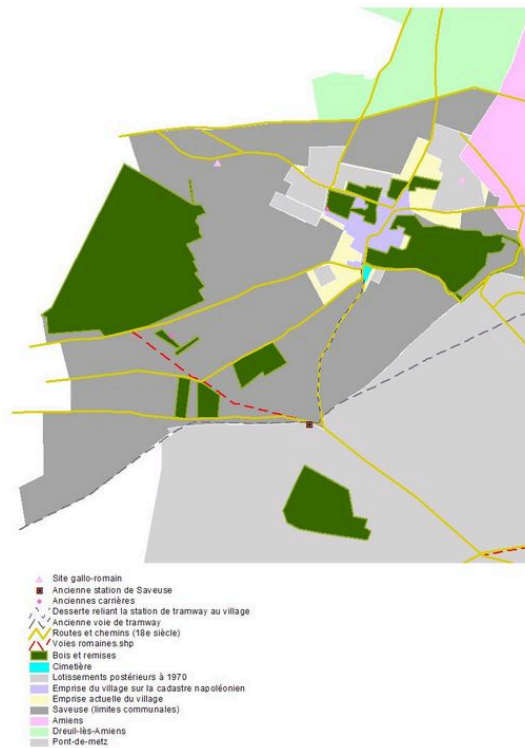 Site gallo-romain
Ancienne station de Saveuse
Anciennes carrières
Desserte reliant la station de tramway au village
Ancienne voie de tramway
Routes et chemins (18e siècle)
Voies romaines.shp
Bois et remises
Cimetière
Lotissements postérieurs à 1970
Emprise du village sur la cadastre napoléonien
Emprise actuelle du village
Saveuse (limites communales)
Amiens
Dreuil-lès-Amiens
Pont-de-metz